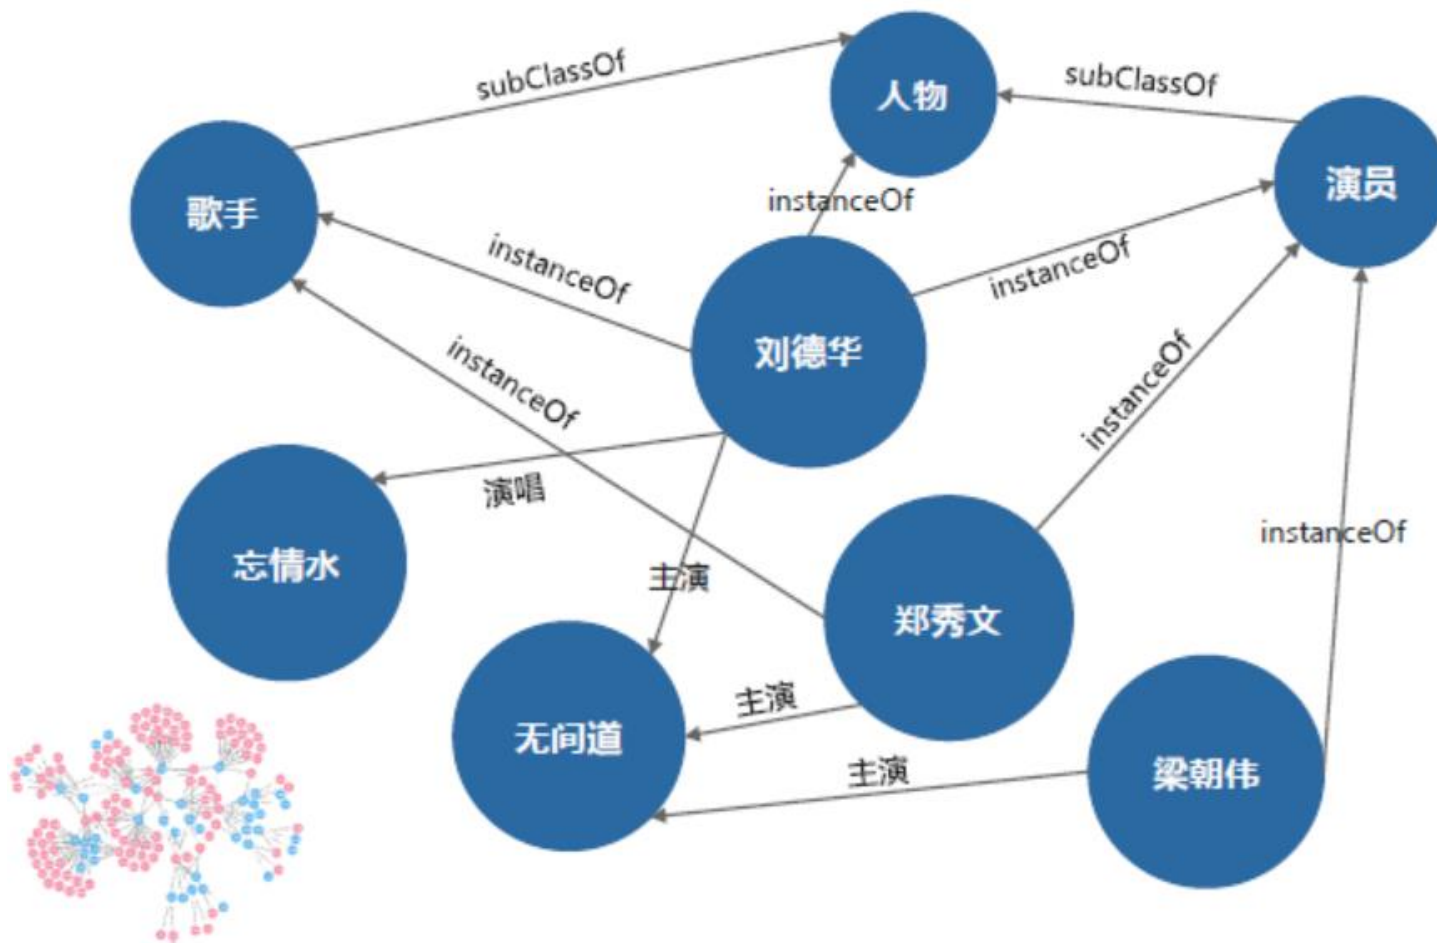 人物
subClassOf
subClassOf
演员
歌手
instanceOf
instanceOf
instanceOf
刘德华
instanceOf
instanceOf
演唱
instanceOf
忘情水
主演
郑秀文
无间道
主演
主演
梁朝伟